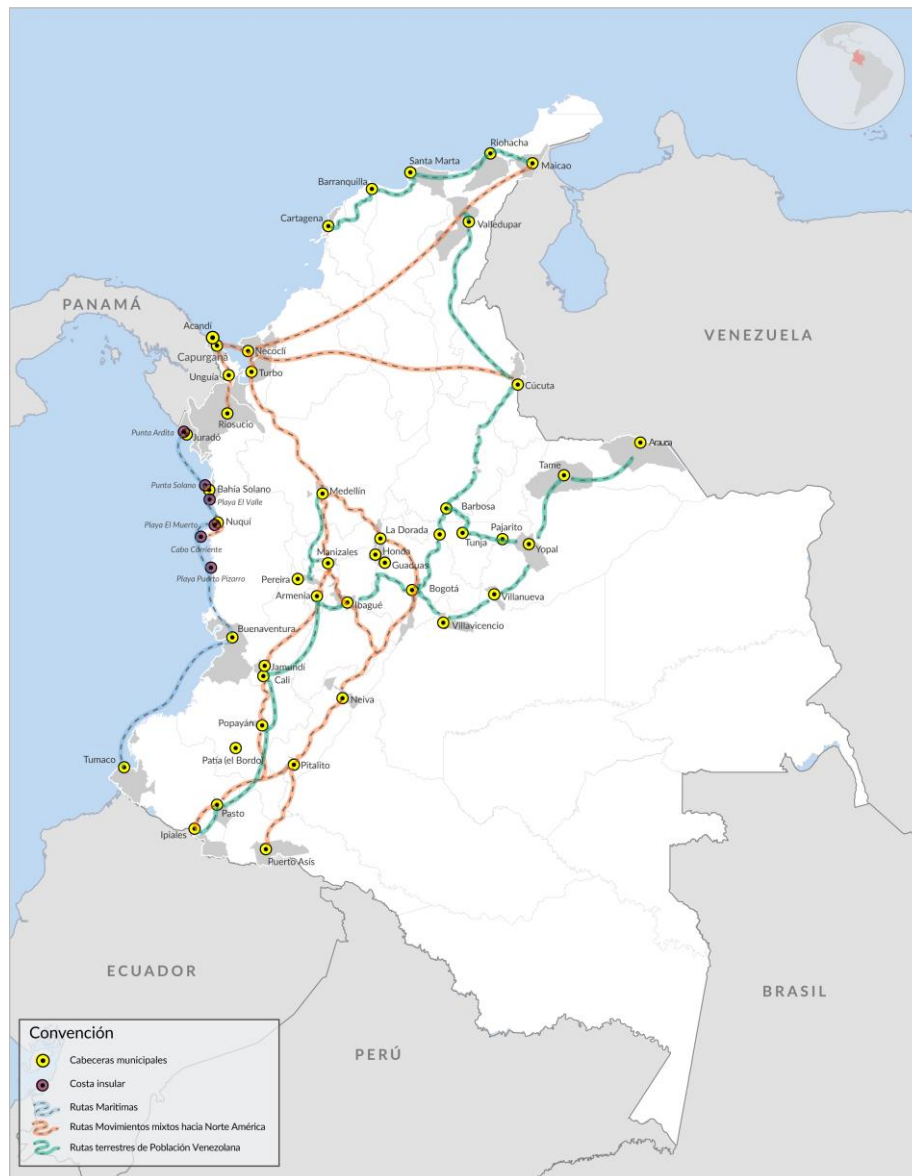 Riohacha
Santa Marta
Maicao
Barranquilla
Cartagena
Valledupar
PANAMÁ
VENEZUELA
Acandí
Necoclí
Capurganá
Unguía
Turbo
Cúcuta
Riosucio
Punta Ardita
Juradó
Arauca
Tame
Punta Solano
Bahía Solano
Medellín
Playa El Valle
Barbosa
Playa El Muerto
Nuquí
La Dorada
Tunja
Pajarito
Yopal
Cabo Corriente
Honda
Manizales
Guaduas
Playa Puerto Pizarro
Pereira
Bogotá
Armenia
Ibagué
Villanueva
Villavicencio
Buenaventura
Jamundí
Cali
Neiva
Popayán
Patía (el Bordo)
Tumaco
Pitalito
Pasto
Ipiales
Puerto Asís
ECUADOR
BRASIL
PERÚ
Convención
Cabeceras municipales
Costa insular
Rutas Maritimas
Rutas Movimientos mixtos hacia Norte América
Rutas terrestres de Población Venezolana